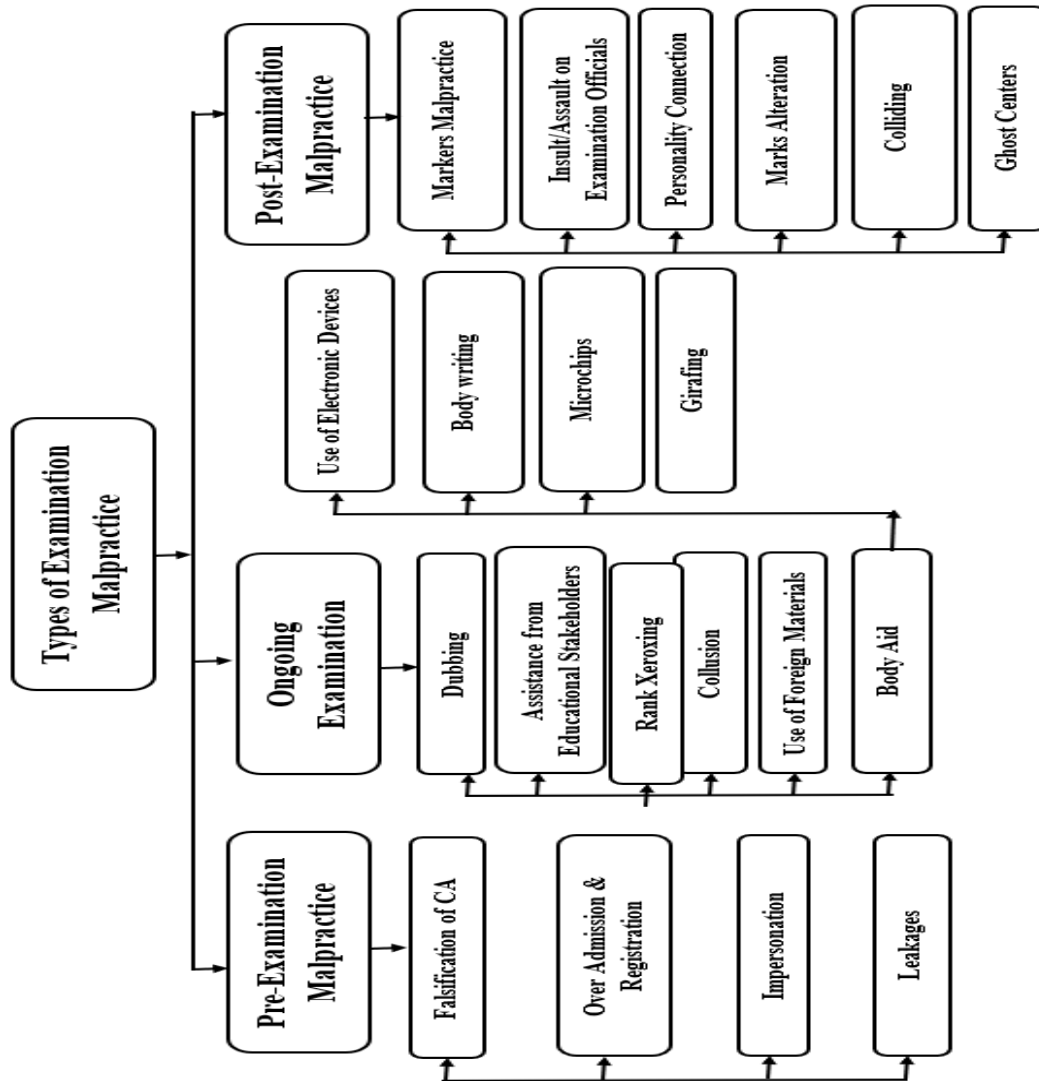 Types of Examination
Malpractice
Pre-Examination
Malpractice
Falsification of CA
Over Admission &
Registration
Impersonation
Leakages
Ongoing
Examination
Dubbing
Assistance from
Educational Stakeholders
Rank Xeroxing
Collusion
Use of Foreign Materials
Body Aid
Use of Electronic Devices
Body writing
Microchips
Girafing
Post-Examination
Malpractice
Markers Malpractice
Insult/Assault on
Examination Officials
Personality Connection
Marks Alteration
Colliding
Ghost Centers